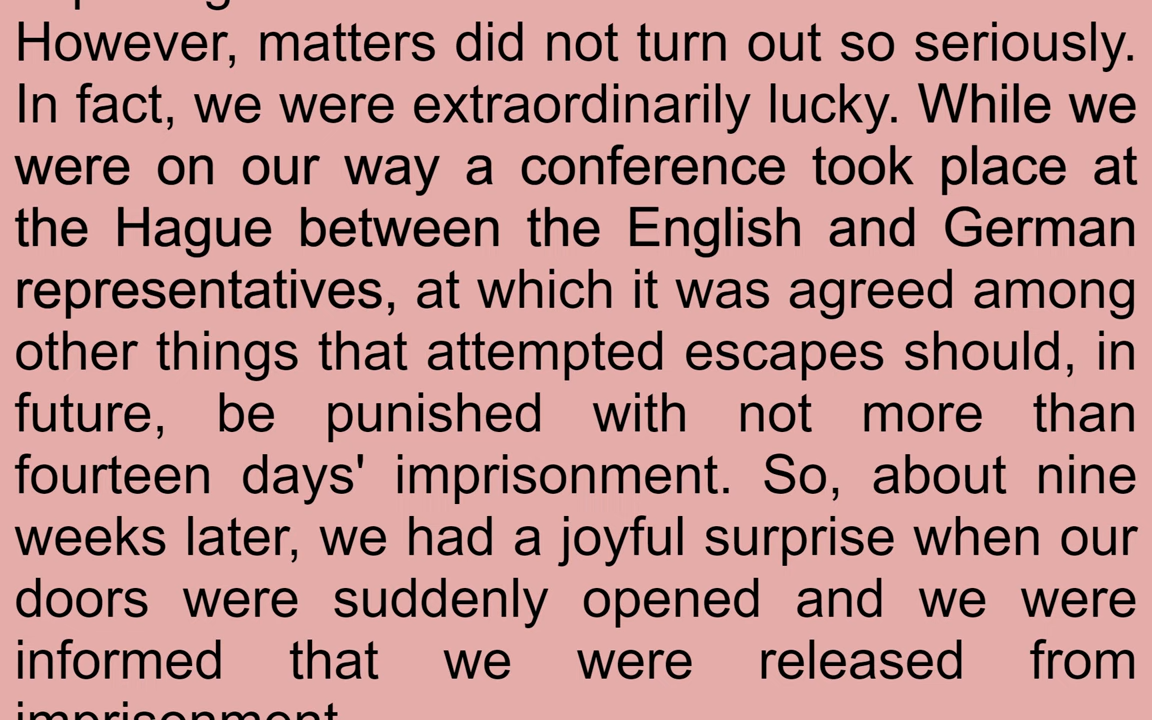 However, matters did not turn out so seriously.
In fact, we were extraordinarily lucky. While we
were on our way a conference took place at
the Hague between the English and German
representatives, at which it was agreed among
other things that attempted escapes should, in
future, be punished with not more than
fourteen days' imprisonment. So, about nine
weeks later, we had a joyful surprise when our
doors were suddenly opened and we were
informed that we were released from
imprisonment.